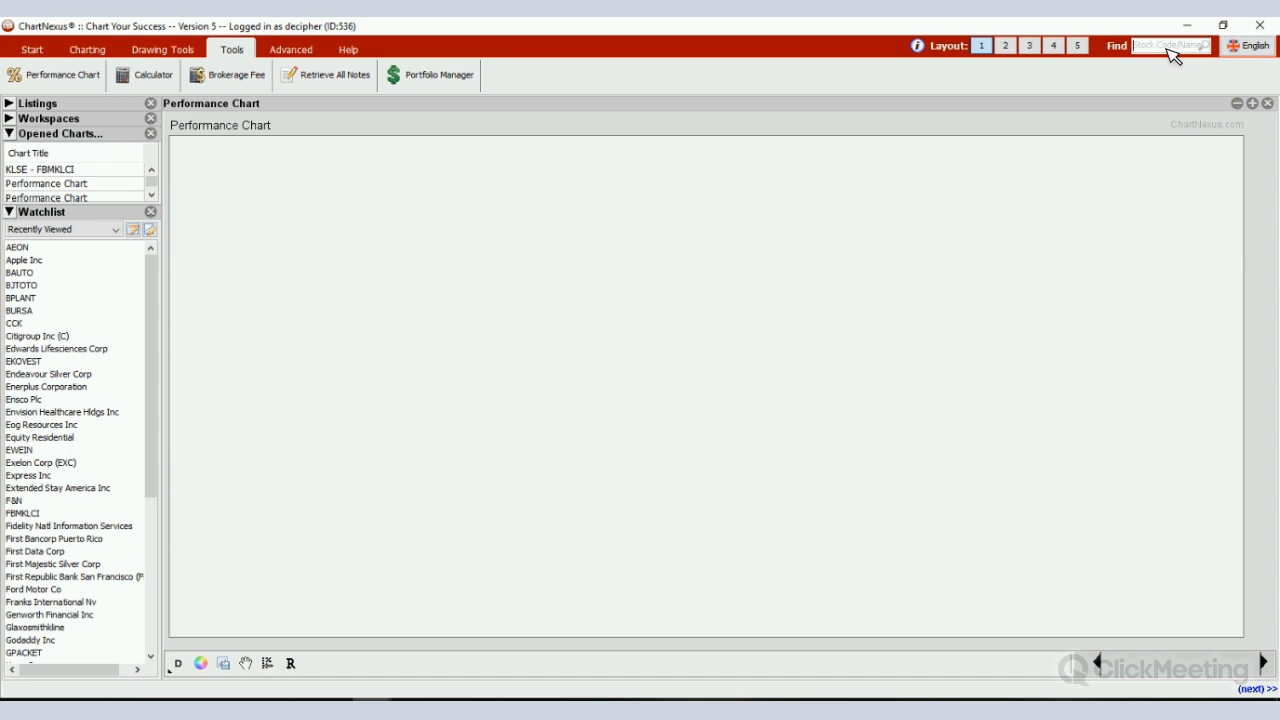 ChartNexus® :: Chart Your Success -- Version 5 -- Logged in as decipher (ID:536)
Start Charting Drawing Tools Tools Advanced Help Layout: 1 2 3 4 5 Find Stock Code/Name English
Performance Chart Calculator Brokerage Fee Retrieve All Notes Portfolio Manager
Listings
Workspaces
Opened Charts...
Chart Title
KLSE - FBMKLCI
Performance Chart
Performance Chart
Watchlist
Recently Viewed
AEON
Apple Inc
BAUTO
BJTOTO
BPLANT
BURSA
CCK
Citigroup Inc (C)
Edwards Lifesciences Corp
EKOVEST
Endeavour Silver Corp
Enerplus Corporation
Ensco Plc
Envision Healthcare Hldgs Inc
Eog Resources Inc
Equity Residential
EWEIN
Exelon Corp (EXC)
Express Inc
Extended Stay America Inc
F&N
FBMKLCI
Fidelity Natl Information Services
First Bancorp Puerto Rico
First Data Corp
First Majestic Silver Corp
First Republic Bank San Francisco (F
Ford Motor Co
Franks International Nv
Genworth Financial Inc
Glaxosmithkline
Godaddy Inc
GPACKET
Performance Chart
Performance Chart
ChartNexus.com
D R
ClickMeeting
(next) >>